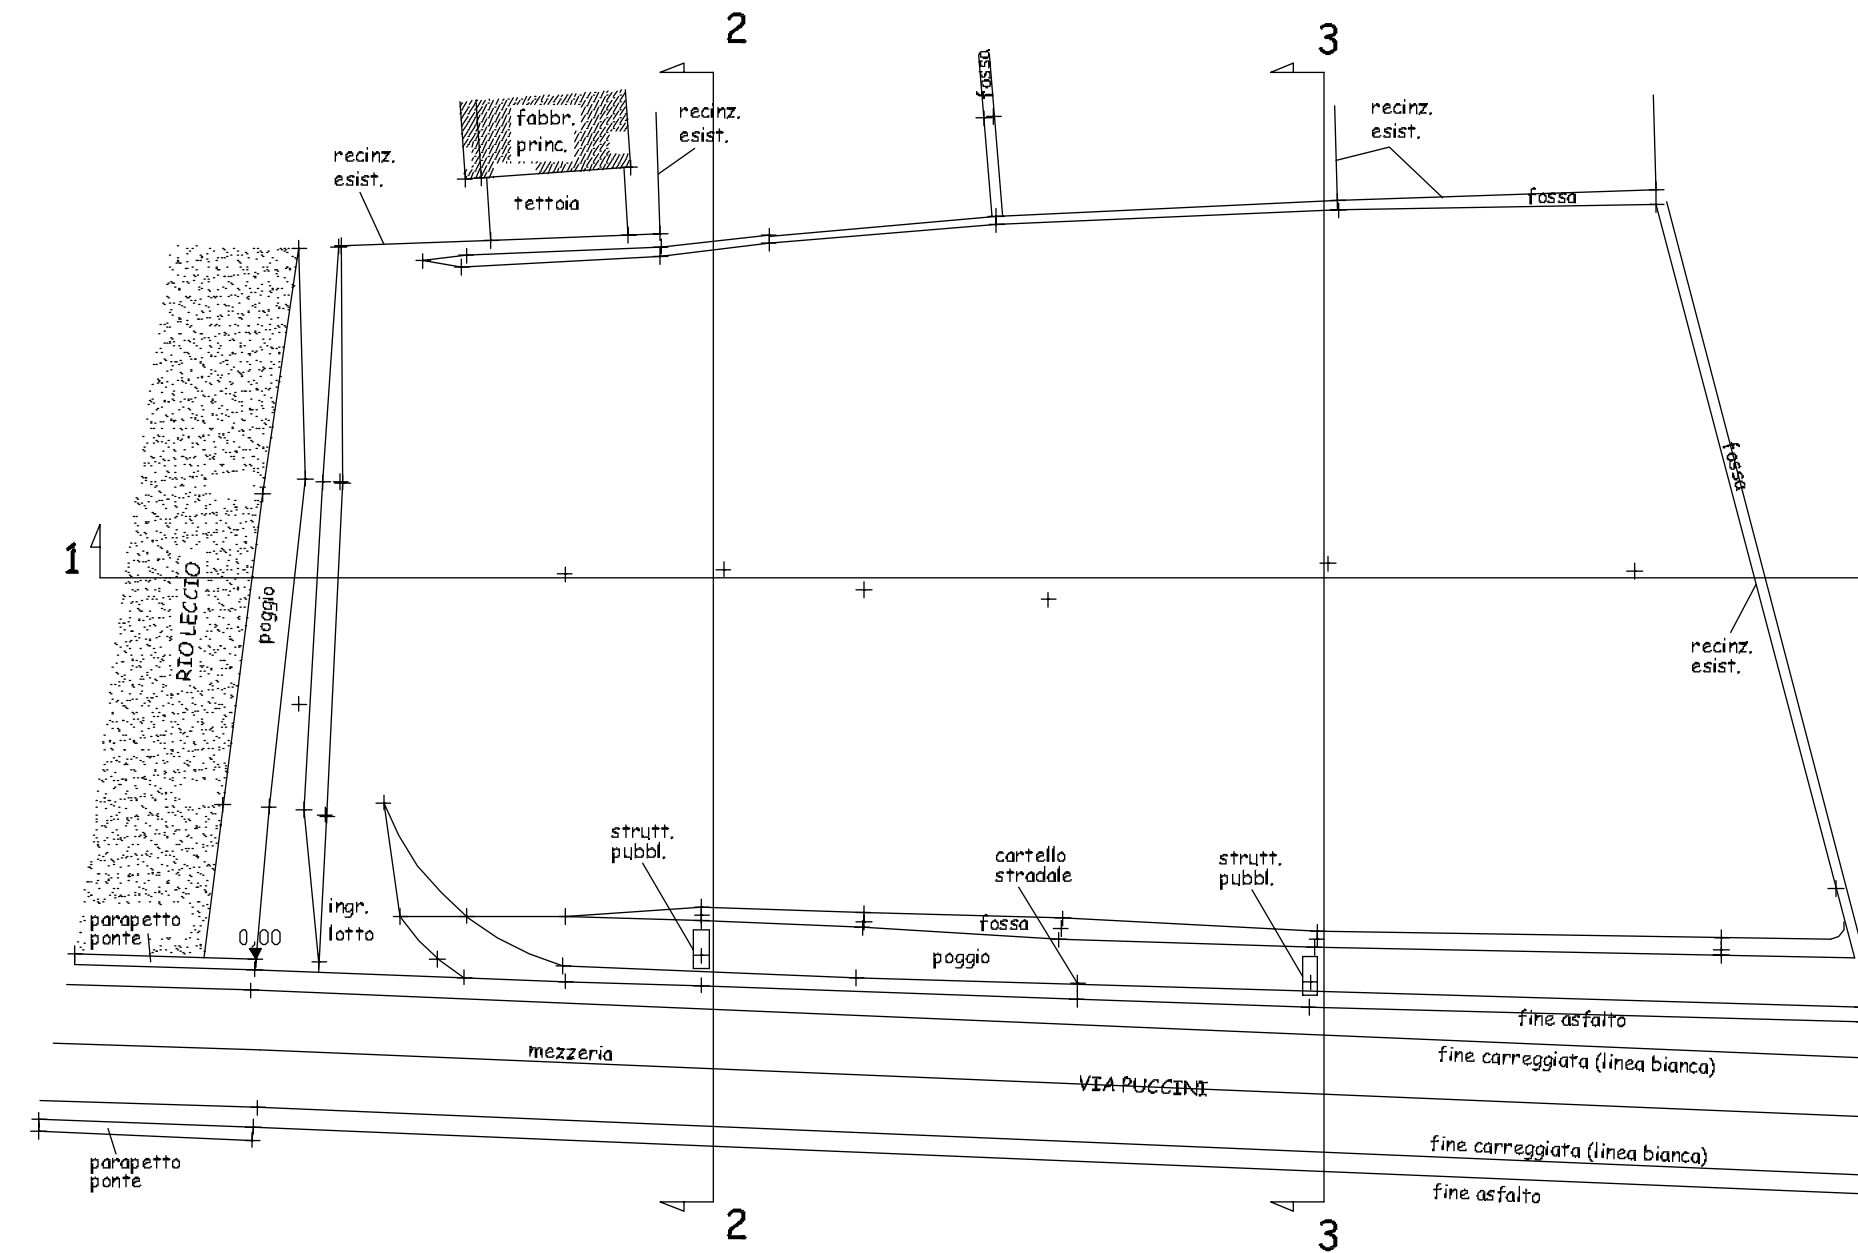 2
3
fossa
fabbr.
princ.
recinz.
esist.
recinz.
esist.
recinz.
esist.
tettoia
fossa
fossa
1
RIO LECCIO
poggio
recinz.
esist.
strutt.
pubbl.
cartello
stradale
strutt.
pubbl.
parapetto
ponte
0,00
ingr.
lotto
fossa
poggio
fine asfalto
mezzeria
fine carreggiata (linea bianca)
VIA PUCCINI
fine carreggiata (linea bianca)
parapetto
ponte
fine asfalto
2
3